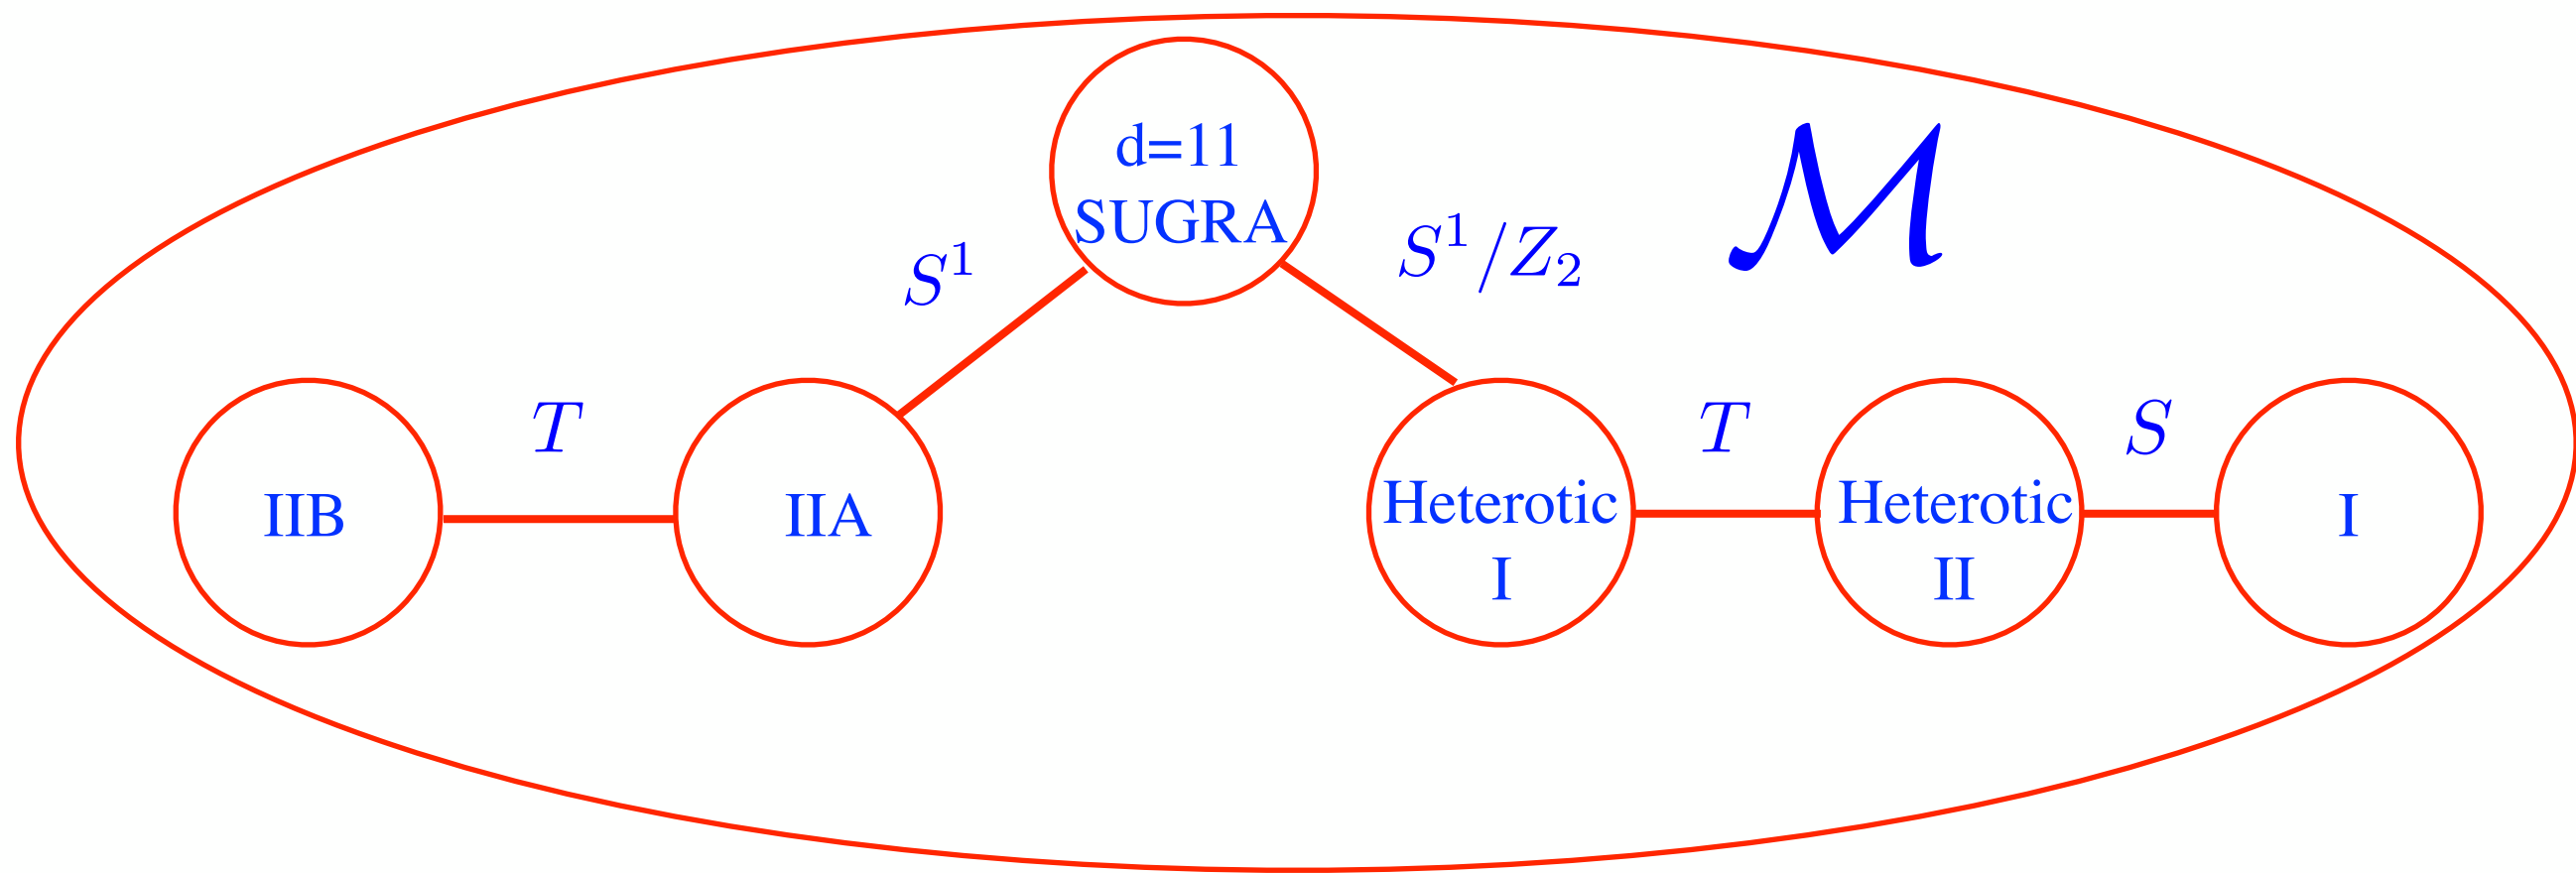 d=11
SUGRA
ℳ
S¹
S¹/Z₂
T
T
S
IIB
IIA
Heterotic
I
Heterotic
II
I